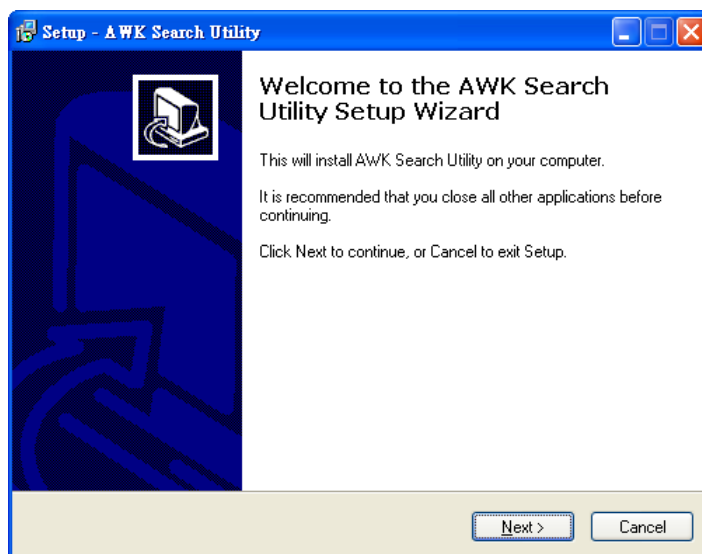 Setup - AWK Search Utility
Welcome to the AWK Search
Utility Setup Wizard
This will install AWK Search Utility on your computer.
It is recommended that you close all other applications before
continuing.
Click Next to continue, or Cancel to exit Setup.
Next >
Cancel